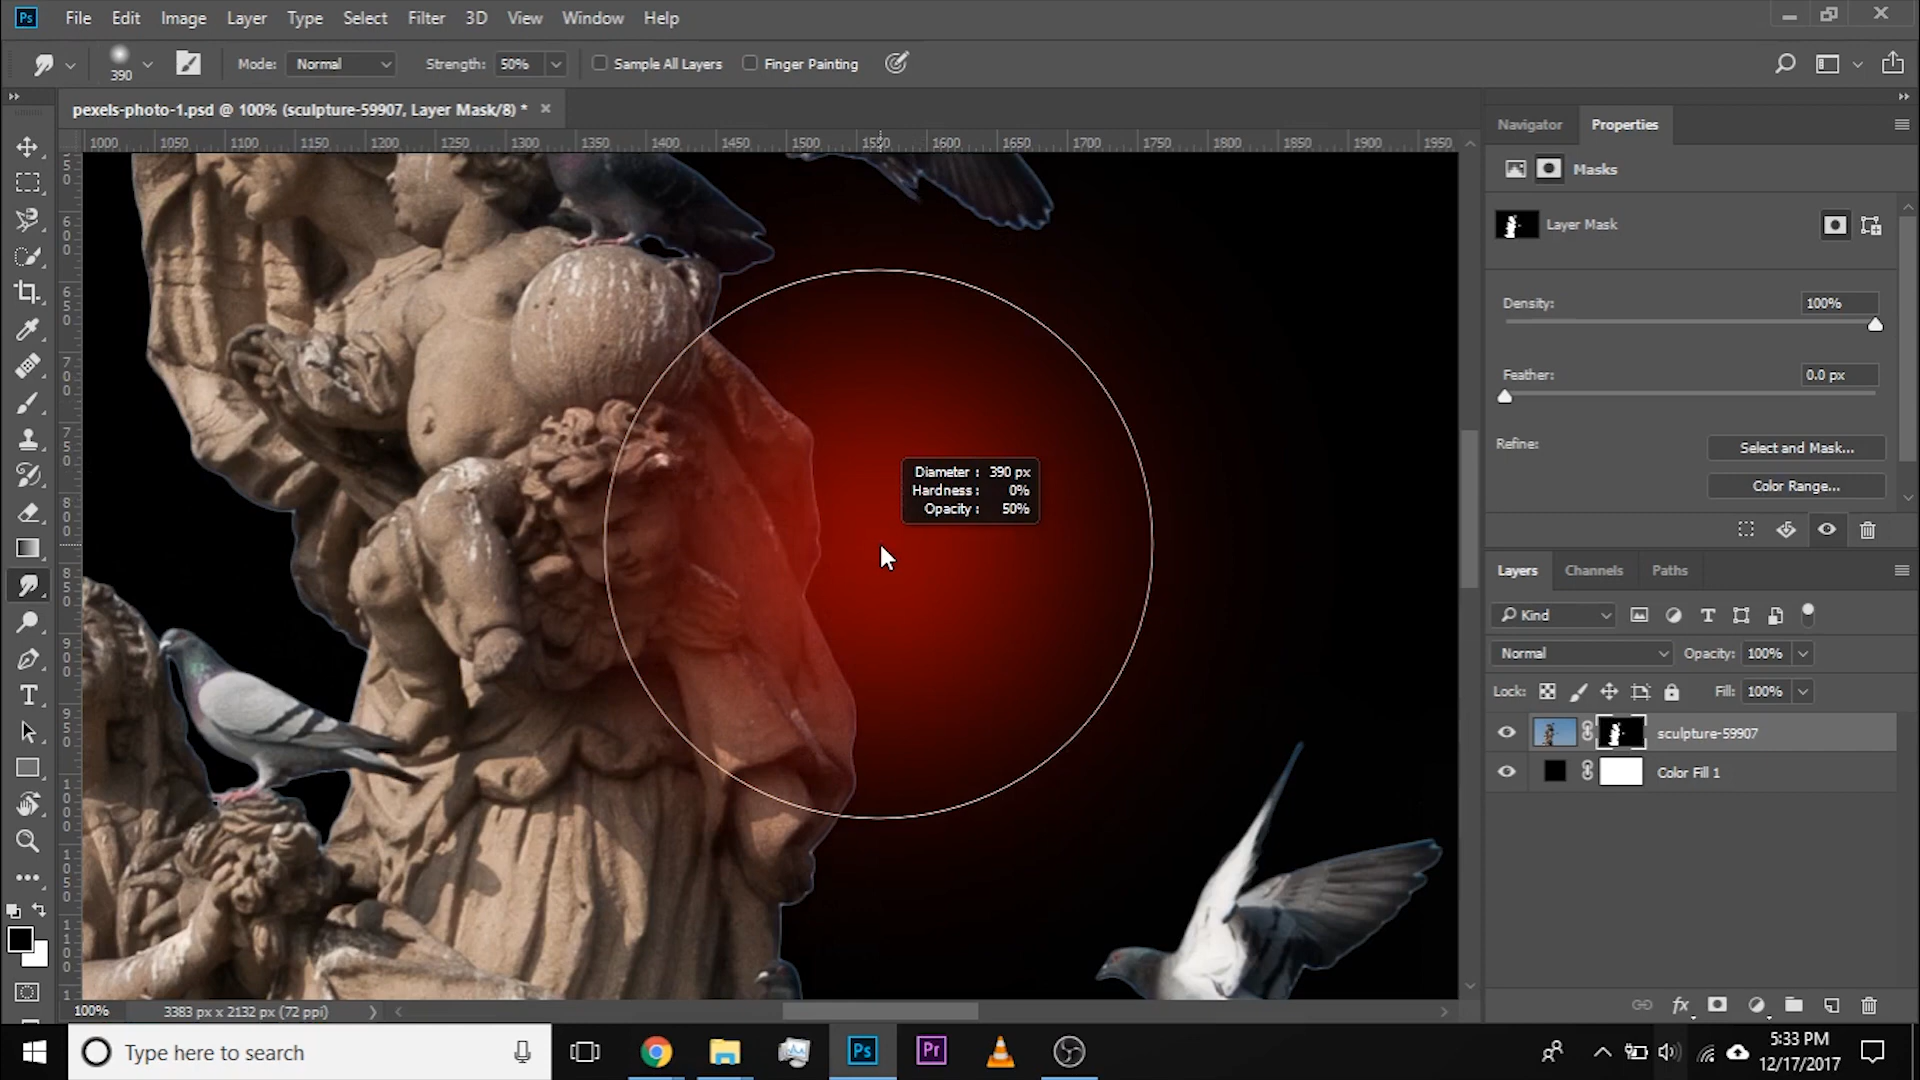 Ps File Edit Image Layer Type Select Filter 3D View Window Help
390 Mode: Normal Strength: 50% Sample All Layers Finger Painting
pexels-photo-1.psd @ 100% (sculpture-59907, Layer Mask/8) *
1000 1050 1100 1150 1200 1250 1300 1350 1400 1450 1500 1550 1600 1650 1700 1750 1800 1850 1900 1950
Navigator Properties
Masks
Layer Mask
Density: 100%
Feather: 0.0 px
Refine: Select and Mask...
Color Range...
Diameter : 390 px
Hardness : 0%
Opacity : 50%
Layers Channels Paths
Kind
Normal Opacity: 100%
Lock: Fill: 100%
sculpture-59907
Color Fill 1
fx
100% 3383 px x 2132 px (72 ppi)
Type here to search
Ps Pr
5:33 PM
12/17/2017